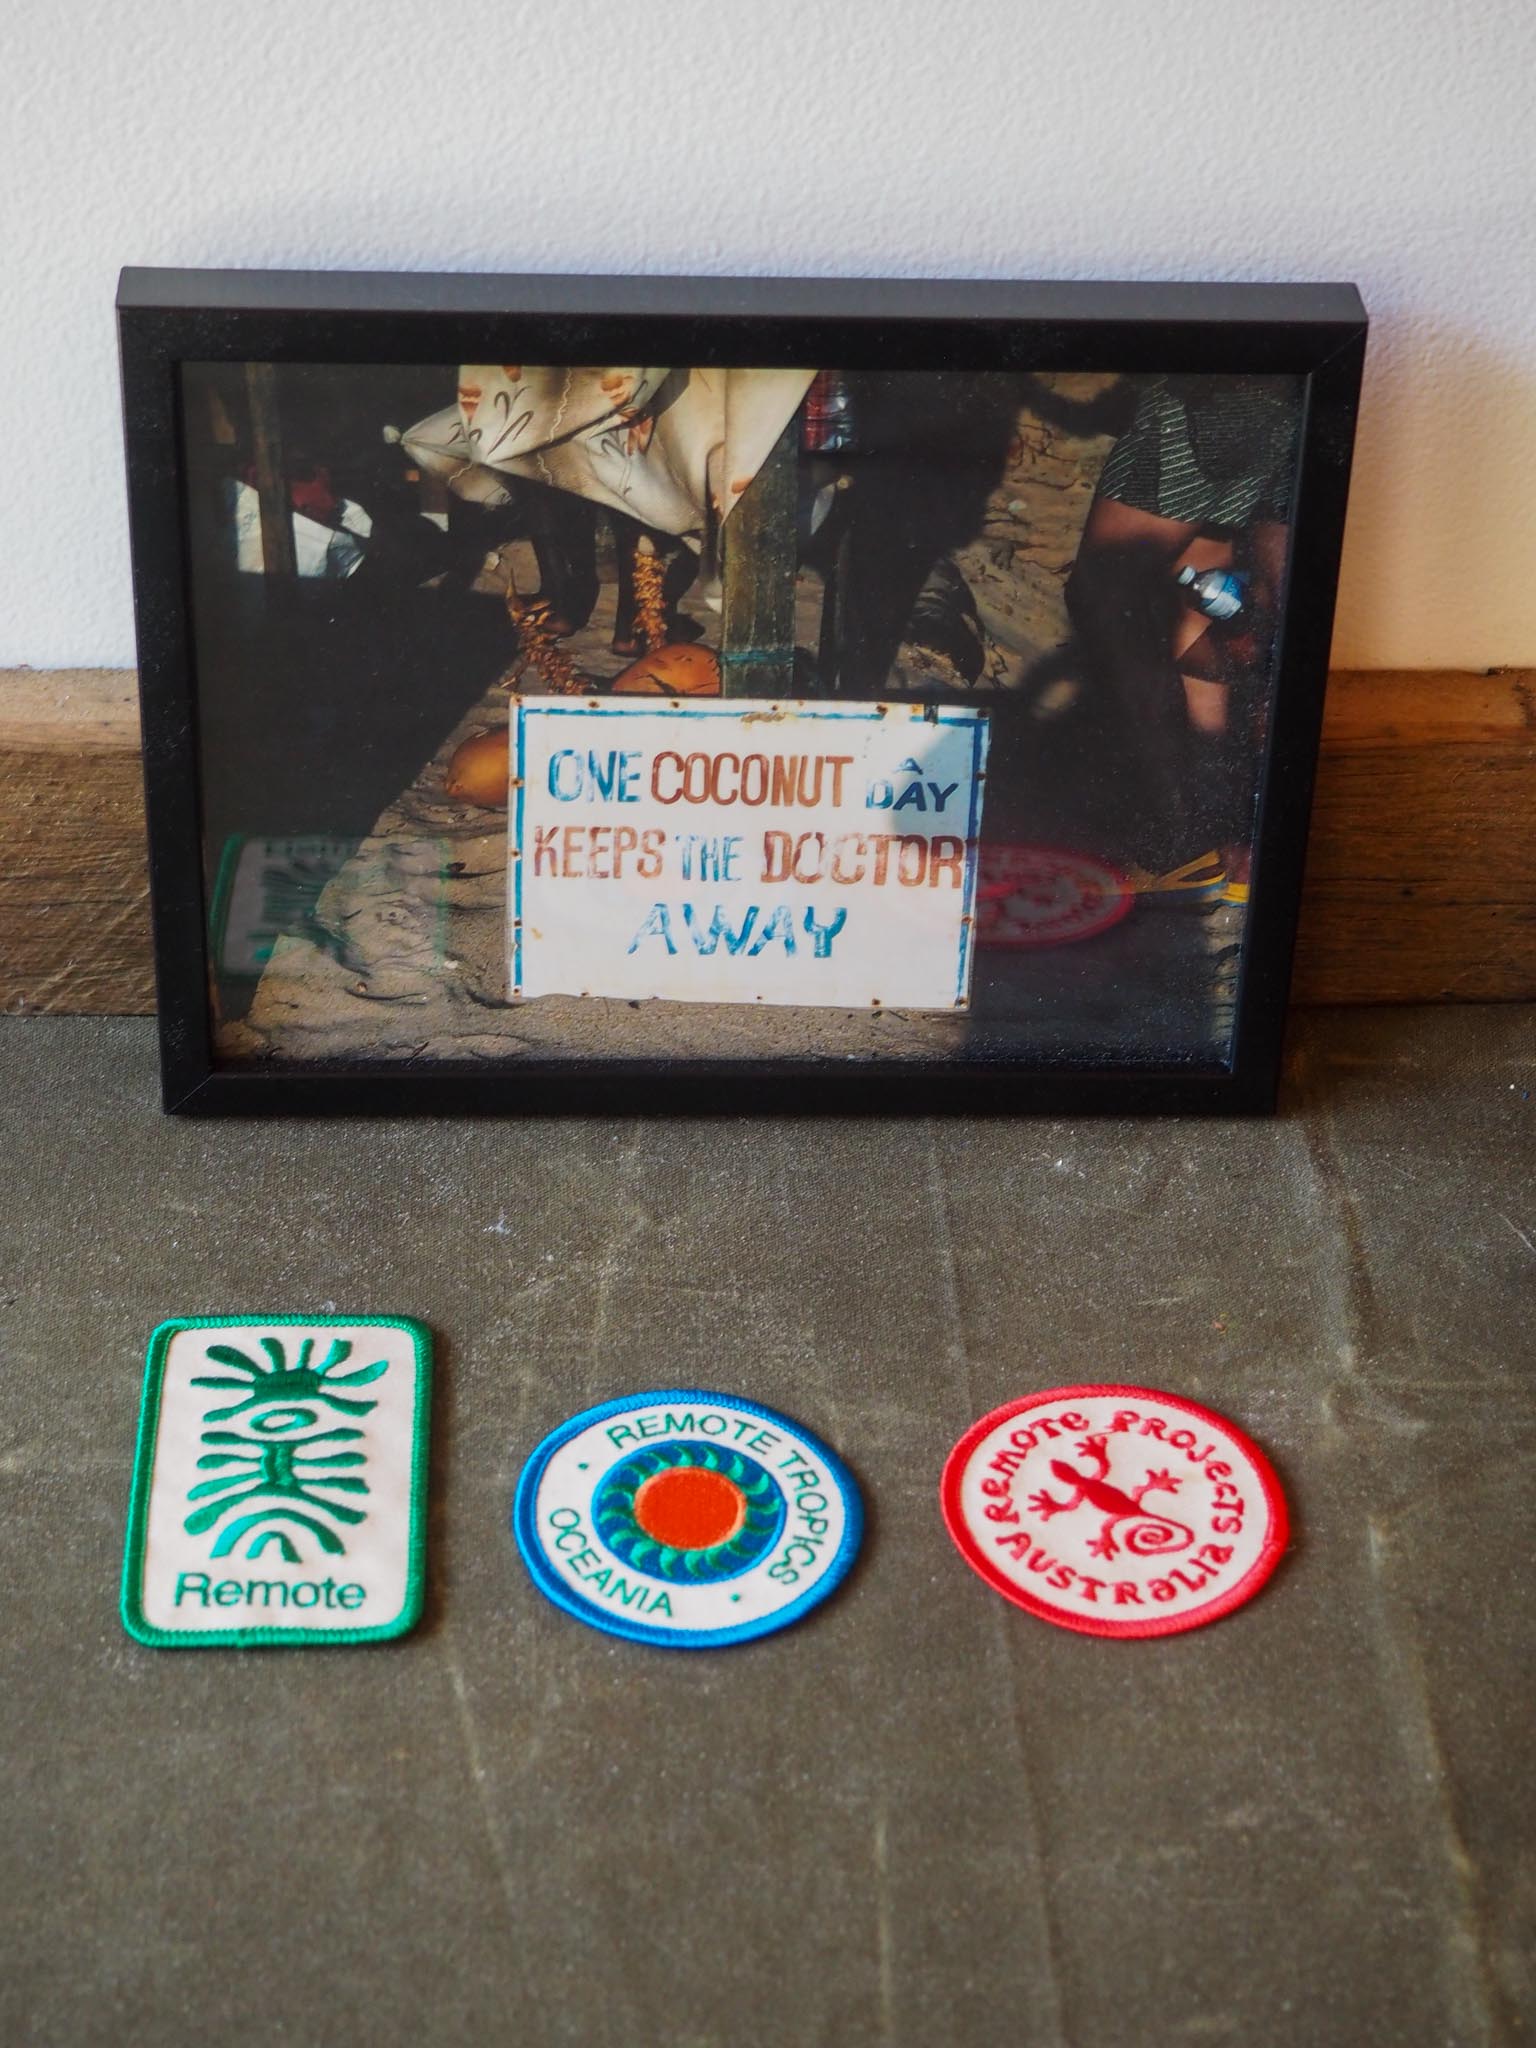 ONE COCONUT A DAY
KEEPS THE DOCTOR
AWAY
Remote
REMOTE TROPICS
OCEANIA
REMOTE PROJECTS
AUSTRALIA